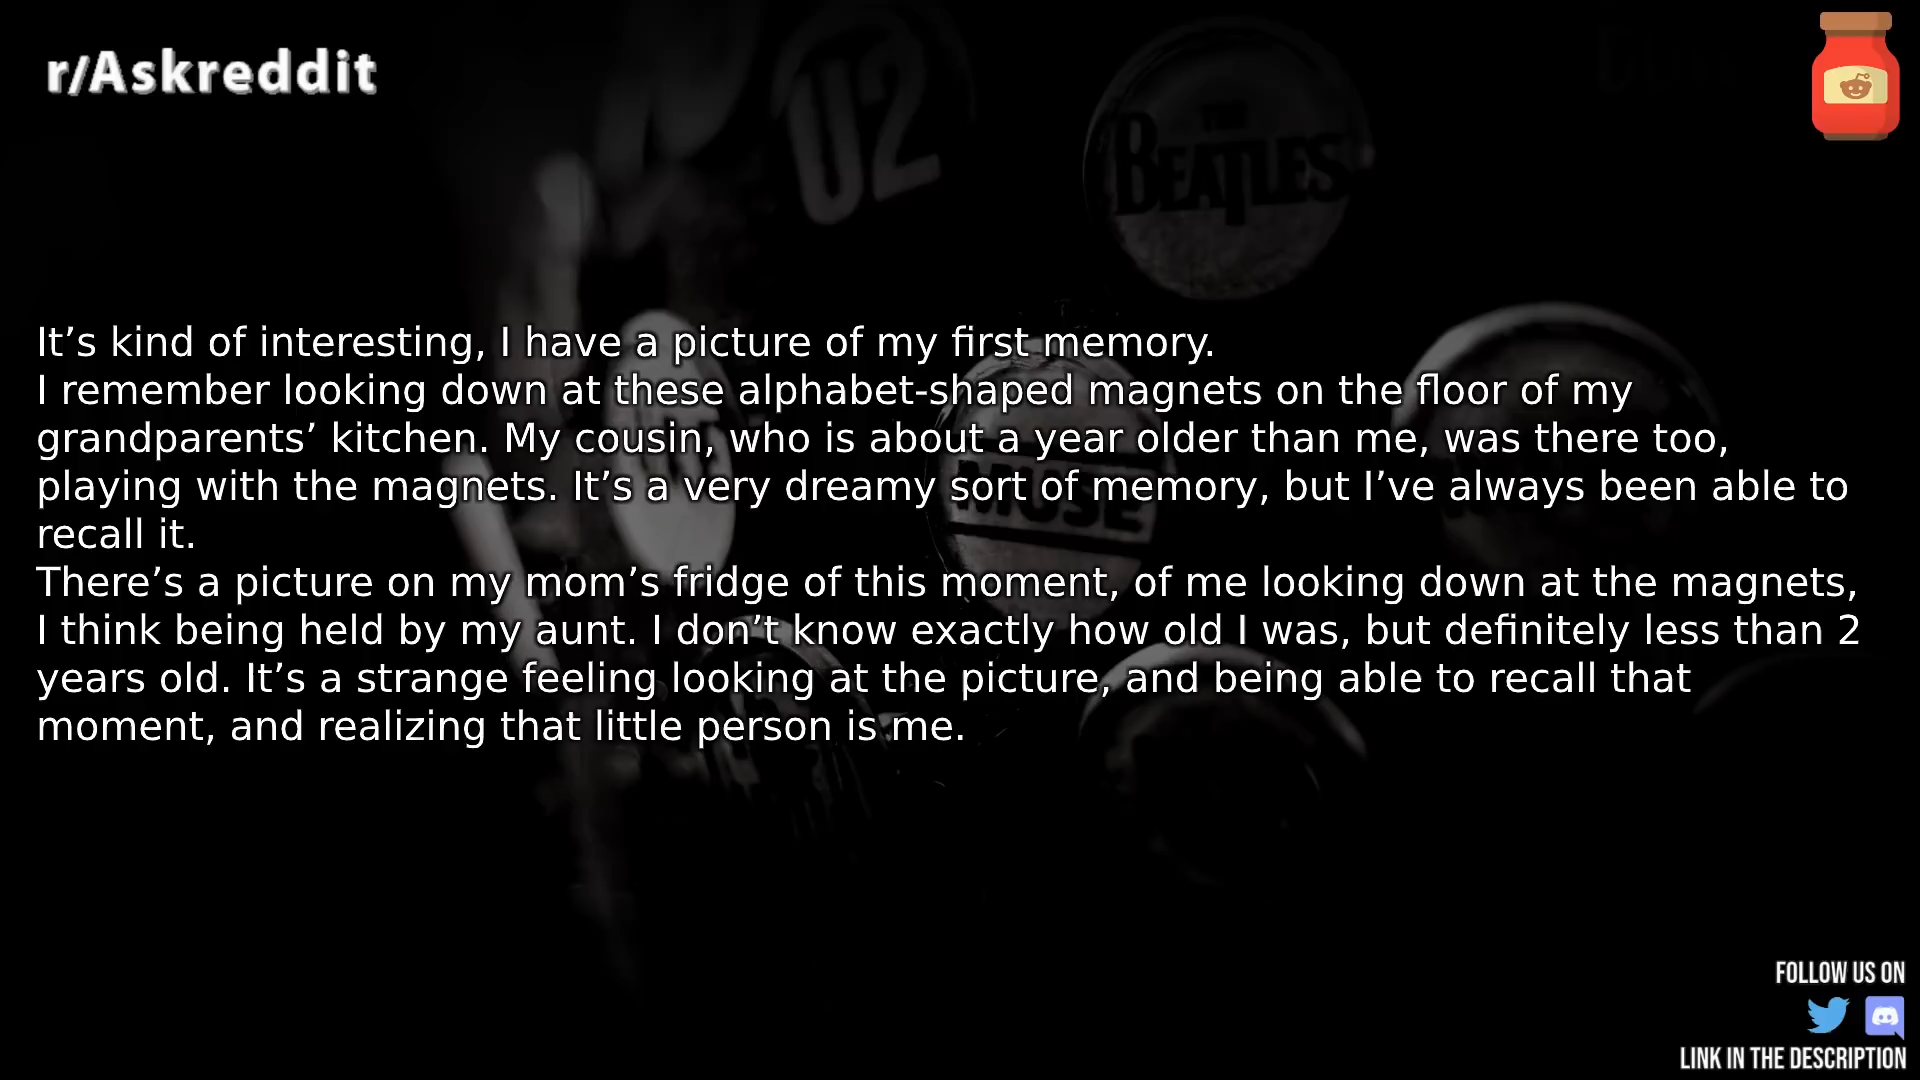 r/Askreddit
U2
THE
BEATLES
MUSE
It’s kind of interesting, I have a picture of my first memory.
I remember looking down at these alphabet-shaped magnets on the floor of my
grandparents’ kitchen. My cousin, who is about a year older than me, was there too,
playing with the magnets. It’s a very dreamy sort of memory, but I’ve always been able to
recall it.
There’s a picture on my mom’s fridge of this moment, of me looking down at the magnets,
I think being held by my aunt. I don’t know exactly how old I was, but definitely less than 2
years old. It’s a strange feeling looking at the picture, and being able to recall that
moment, and realizing that little person is me.
FOLLOW US ON
LINK IN THE DESCRIPTION